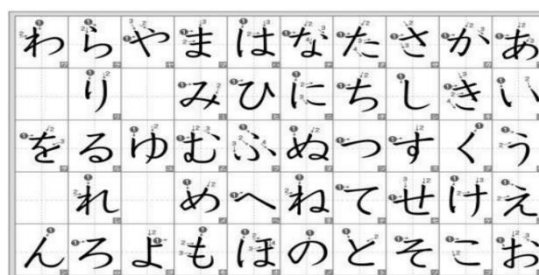 わ ら や ま は な た さ か あ
り み ひ に ち し き い
を る ゆ む ふ ぬ つ す く う
れ め へ ね て せ け え
ん ろ よ も ほ の と そ こ お